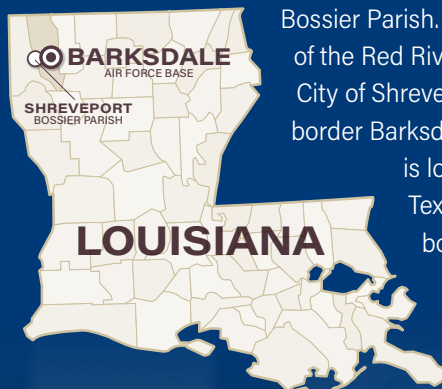 BARKSDALE
AIR FORCE BASE
SHREVEPORT
BOSSIER PARISH
LOUISIANA
Bossier Parish.
of the Red Riv
City of Shreve
border Barksd
is lo
Tex
bo